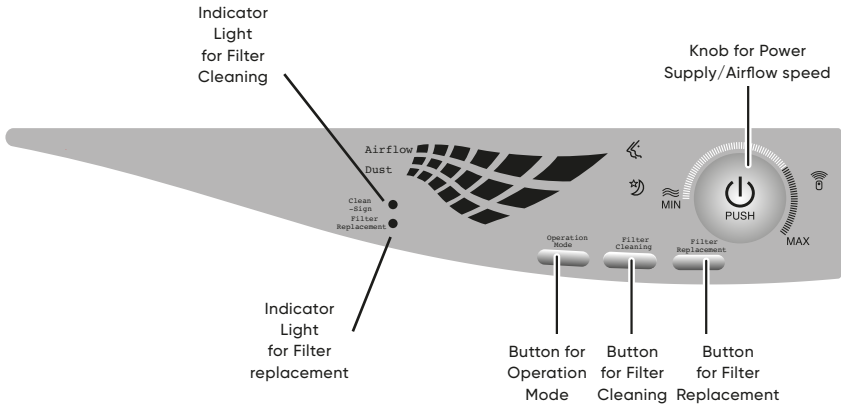 Indicator
Light
for Filter
Cleaning
Knob for Power
Supply/Airflow speed
Airflow
Dust
Clean
-Sign
Filter
Replacement
MIN
PUSH
MAX
Operation
Mode
Filter
Cleaning
Filter
Replacement
Indicator
Light
for Filter
replacement
Button for
Operation
Mode
Button
for Filter
Cleaning
Button
for Filter
Replacement